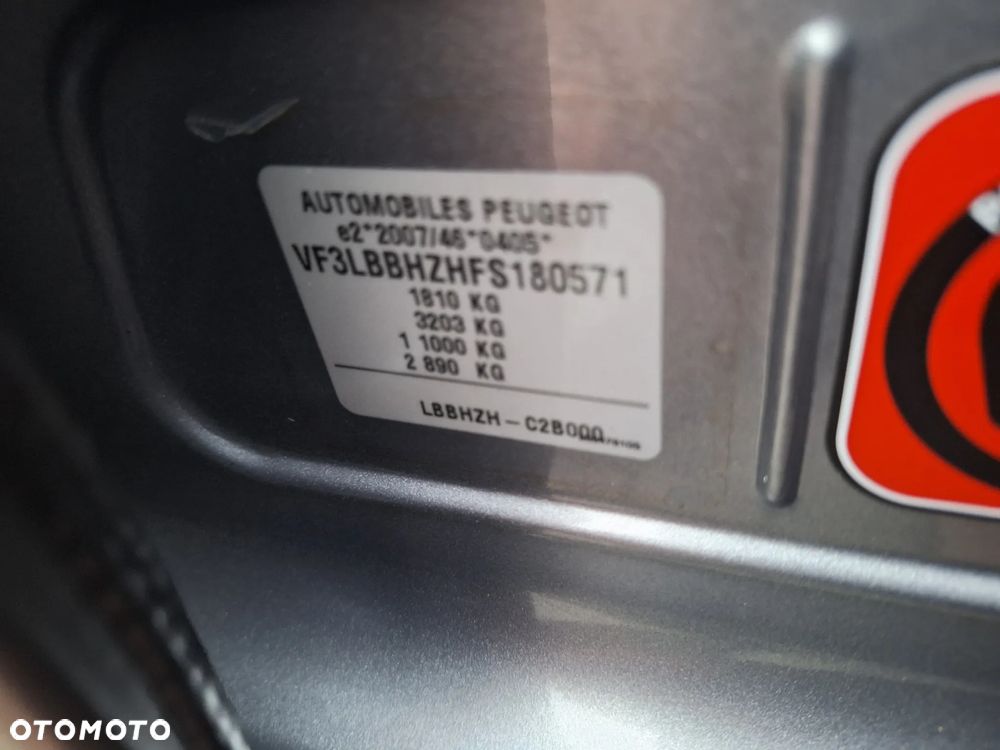 AUTOMOBILES PEUGEOT
e2*2007/46*0405*
VF3LBBHZHFS180571
1810 KG
3203 KG
1 1000 KG
2 890 KG
LBBHZH - C2B000
OTOMOTO